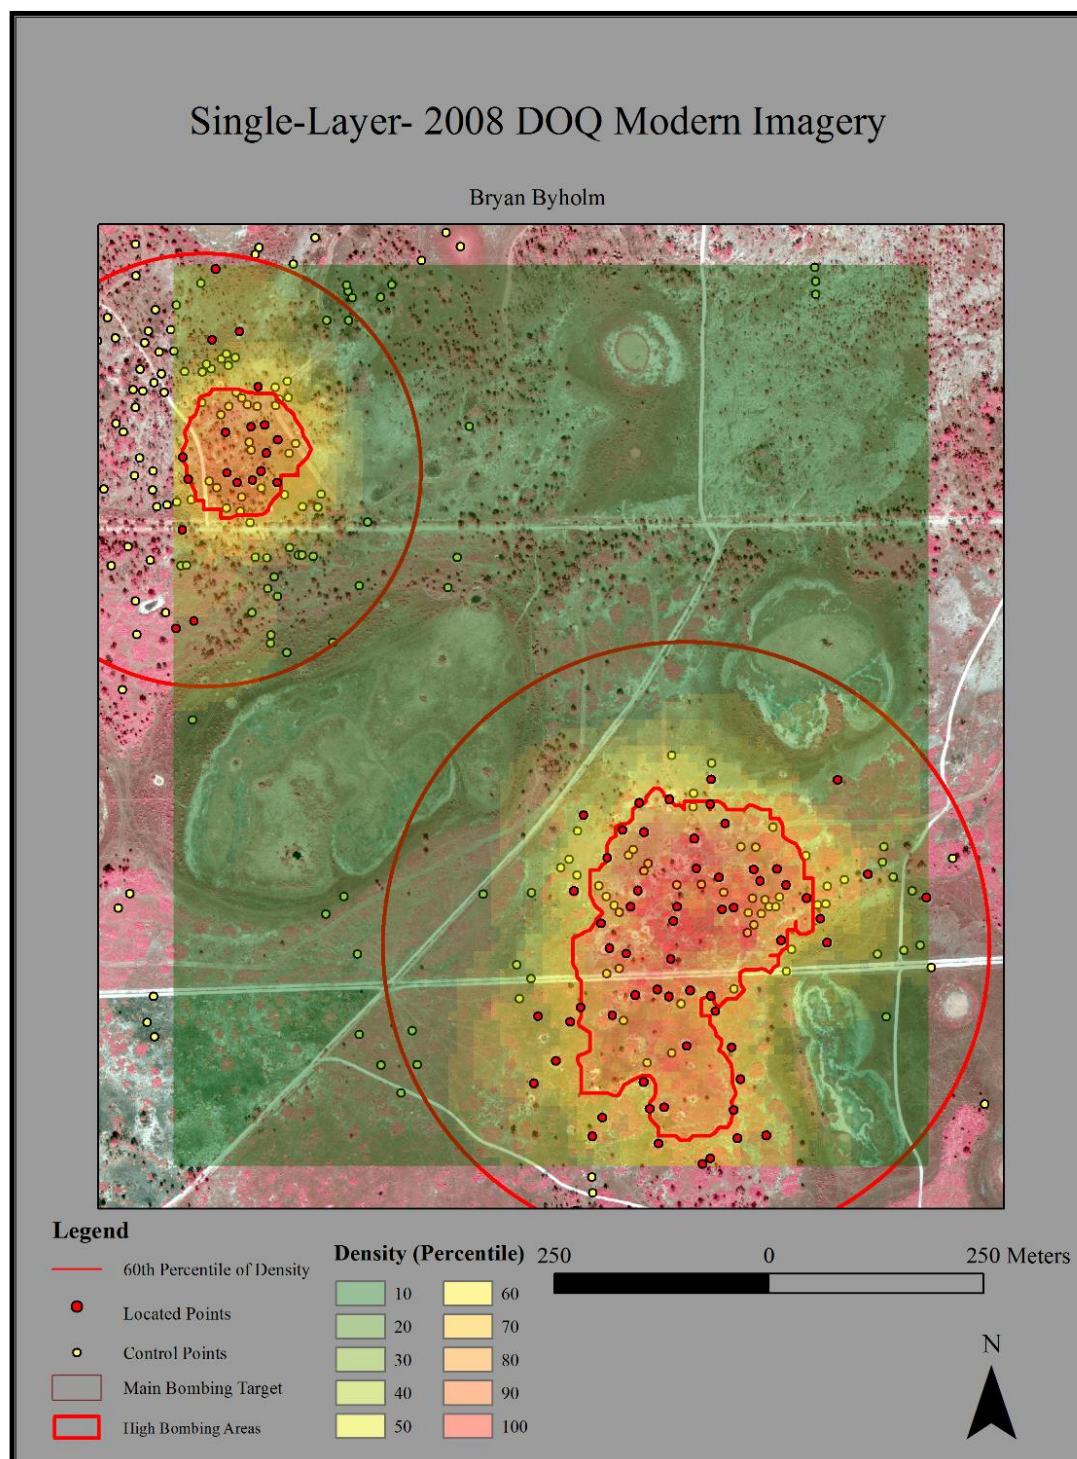 Single-Layer- 2008 DOQ Modern Imagery
Bryan Byholm
Legend
60th Percentile of Density
Located Points
Control Points
Main Bombing Target
High Bombing Areas
Density (Percentile)
10
20
30
40
50
60
70
80
90
100
250 0 250 Meters
N